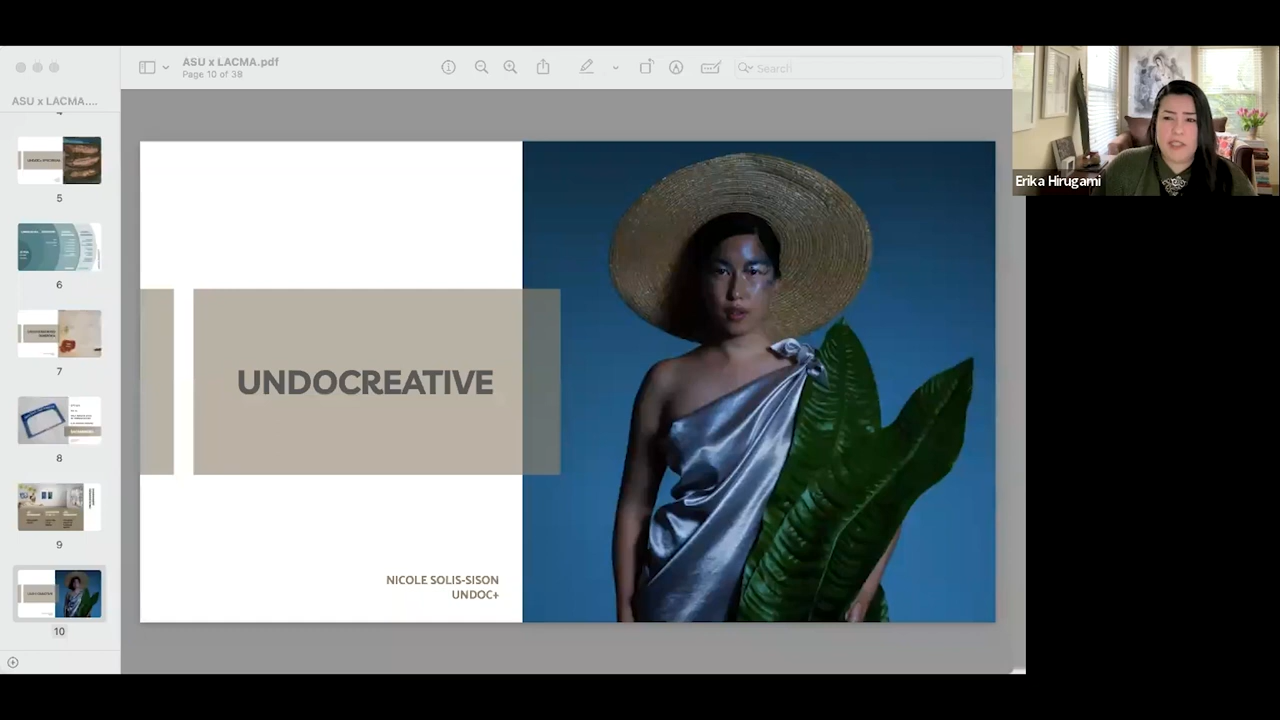 ASU x LACMA.pdf
Page 10 of 38
Search
ASU x LACMA....
5
6
7
8
9
10
UNDOCREATIVE
NICOLE SOLIS-SISON
UNDOC+
Erika Hirugami